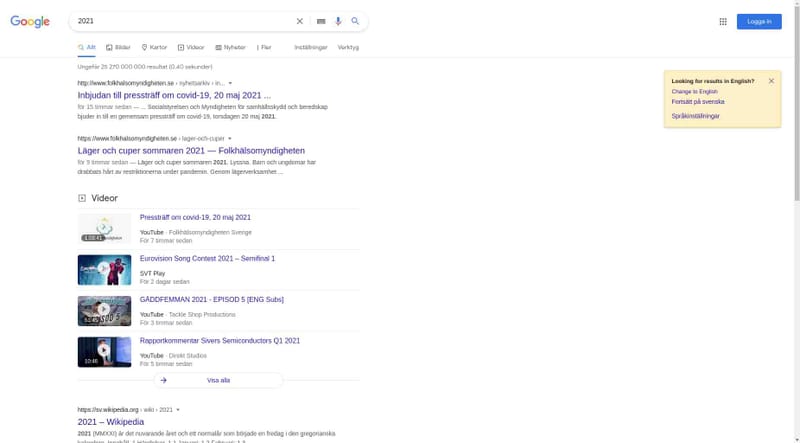 Google
2021
Logga in
Allt Bilder Kartor Videor Nyheter Fler Inställningar Verktyg
Ungefär 25 270 000 000 resultat (0,40 sekunder)
http://www.folkhalsomyndigheten.se › nyhetsarkiv › in...
Inbjudan till pressträff om covid-19, 20 maj 2021 ...
för 15 timmar sedan — ... Socialstyrelsen och Myndigheten för samhällsskydd och beredskap
bjuder in till en gemensam pressträff om covid-19, torsdagen 20 maj 2021.
https://www.folkhalsomyndigheten.se › lager-och-cuper
Läger och cuper sommaren 2021 — Folkhälsomyndigheten
för 9 timmar sedan — Läger och cuper sommaren 2021. Lyssna. Barn och ungdomar har
drabbats hårt av restriktionerna under pandemin. Genom lägerverksamhet ...
Videor
Pressträff om covid-19, 20 maj 2021
YouTube · Folkhälsomyndigheten Sverige
För 7 timmar sedan
Eurovision Song Contest 2021 – Semifinal 1
SVT Play
För 2 dagar sedan
GÄDDFEMMAN 2021 - EPISOD 5 [ENG Subs]
YouTube · Tackle Shop Productions
För 3 timmar sedan
10:46
Rapportkommentar Sivers Semiconductors Q1 2021
YouTube · Direkt Studios
För 5 timmar sedan
Visa alla
https://sv.wikipedia.org › wiki › 2021
2021 – Wikipedia
2021 (MMXXI) är det nuvarande året och ett normalår som började en fredag i den gregorianska
Looking for results in English?
Change to English
Fortsätt på svenska
Språkinställningar